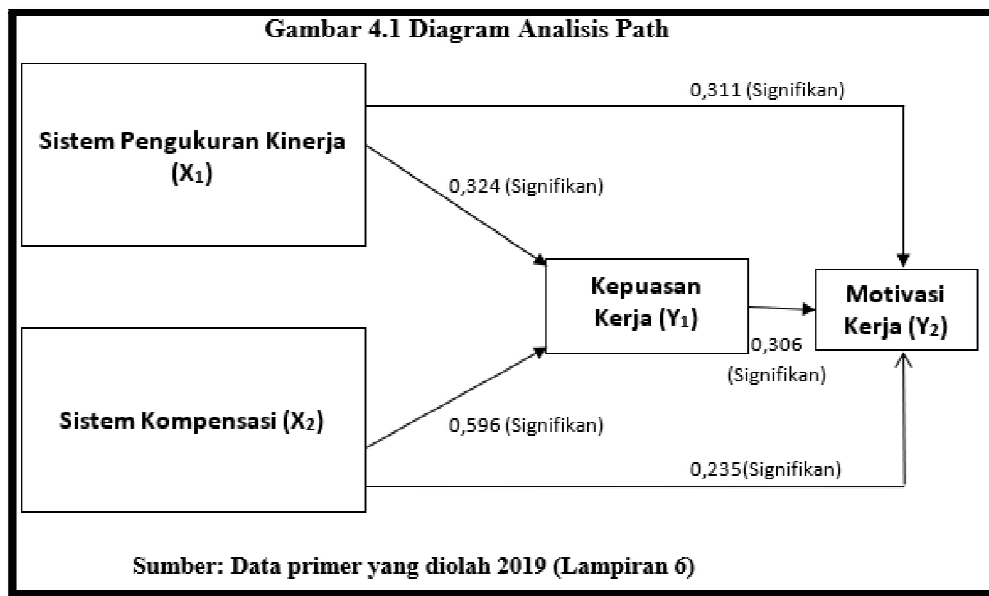 Gambar 4.1 Diagram Analisis Path
0,311 (Signifikan)
Sistem Pengukuran Kinerja
(X₁)
0,324 (Signifikan)
Kepuasan
Kerja (Y₁)
Motivasi
Kerja (Y₂)
0,306
(Signifikan)
Sistem Kompensasi (X₂)
0,596 (Signifikan)
0,235(Signifikan)
Sumber: Data primer yang diolah 2019 (Lampiran 6)